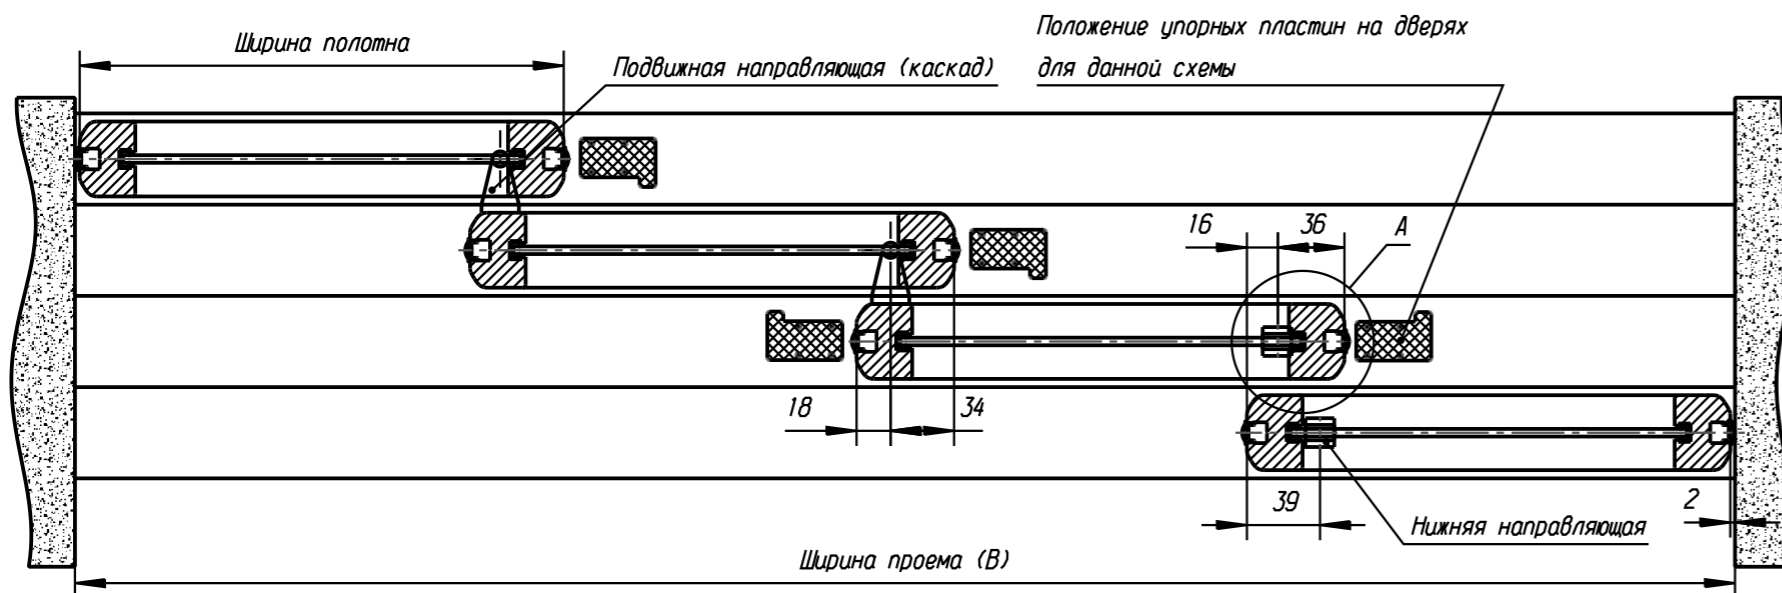 Положение упорных пластин на дверях
для данной схемы
Ширина полотна
Подвижная направляющая (каскад)
16
36
А
18
34
39
2
Нижняя направляющая
Ширина проема (В)